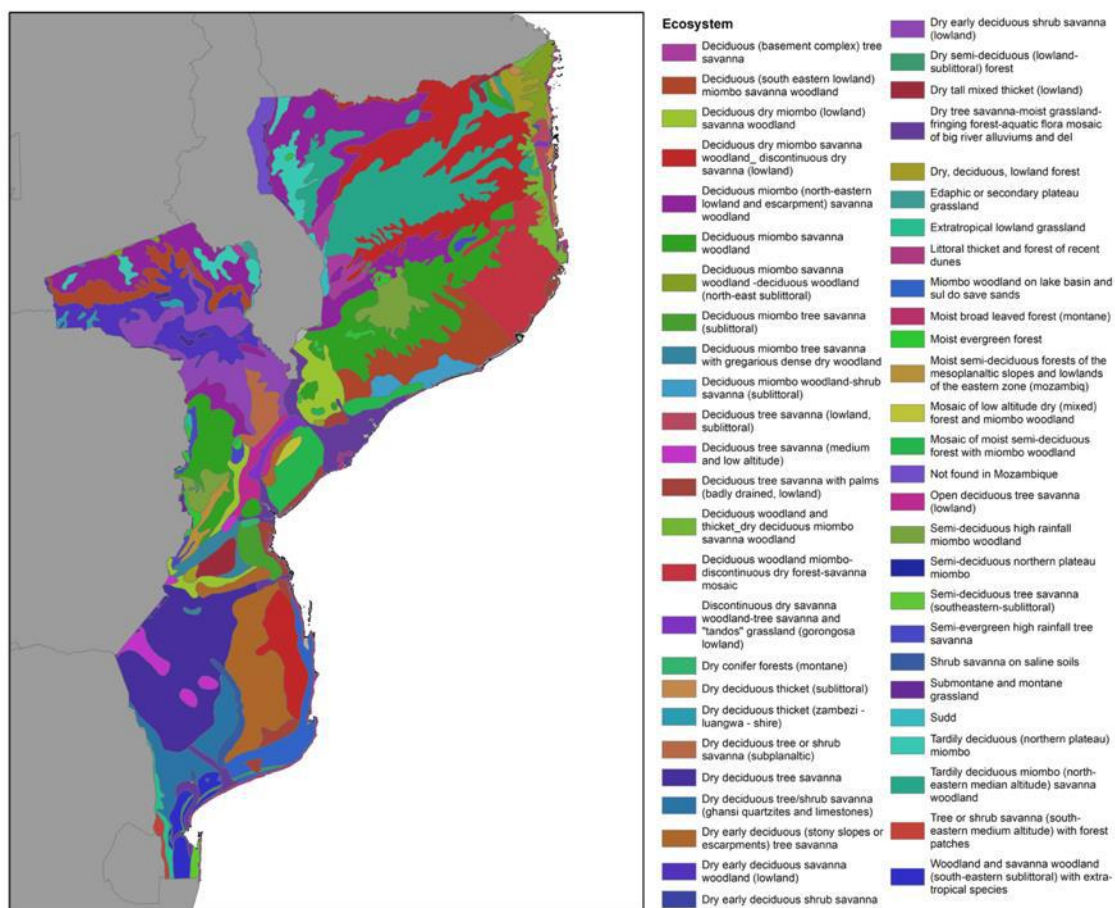 Ecosystem
Deciduous (basement complex) tree
savanna
Deciduous (south eastern lowland)
miombo savanna woodland
Deciduous dry miombo (lowland)
savanna woodland
Deciduous dry miombo savanna
woodland_ discontinuous dry
savanna (lowland)
Deciduous miombo (north-eastern
lowland and escarpment) savanna
woodland
Deciduous miombo savanna
woodland
Deciduous miombo savanna
woodland -deciduous woodland
(north-east sublittoral)
Deciduous miombo tree savanna
(sublittoral)
Deciduous miombo tree savanna
with gregarious dense dry woodland
Deciduous miombo woodland-shrub
savanna (sublittoral)
Deciduous tree savanna (lowland,
sublittoral)
Deciduous tree savanna (medium
and low altitude)
Deciduous tree savanna with palms
(badly drained, lowland)
Deciduous woodland and
thicket_dry deciduous miombo
savanna woodland
Deciduous woodland miombo-
discontinuous dry forest-savanna
mosaic
Discontinuous dry savanna
woodland-tree savanna and
"tandos" grassland (gorongosa
lowland)
Dry conifer forests (montane)
Dry deciduous thicket (sublittoral)
Dry deciduous thicket (zambezi -
luangwa - shire)
Dry deciduous tree or shrub
savanna (subplanaltic)
Dry deciduous tree savanna
Dry deciduous tree/shrub savanna
(ghansi quartzites and limestones)
Dry early deciduous (stony slopes or
escarpments) tree savanna
Dry early deciduous savanna
woodland (lowland)
Dry early deciduous shrub savanna
Dry early deciduous shrub savanna
(lowland)
Dry semi-deciduous (lowland-
sublittoral) forest
Dry tall mixed thicket (lowland)
Dry tree savanna-moist grassland-
fringing forest-aquatic flora mosaic
of big river alluviums and del
Dry, deciduous, lowland forest
Edaphic or secondary plateau
grassland
Extratropical lowland grassland
Littoral thicket and forest of recent
dunes
Miombo woodland on lake basin and
sul do save sands
Moist broad leaved forest (montane)
Moist evergreen forest
Moist semi-deciduous forests of the
mesoplanaltic slopes and lowlands
of the eastern zone (mozambiq)
Mosaic of low altitude dry (mixed)
forest and miombo woodland
Mosaic of moist semi-deciduous
forest with miombo woodland
Not found in Mozambique
Open deciduous tree savanna
(lowland)
Semi-deciduous high rainfall
miombo woodland
Semi-deciduous northern plateau
miombo
Semi-deciduous tree savanna
(southeastern-sublittoral)
Semi-evergreen high rainfall tree
savanna
Shrub savanna on saline soils
Submontane and montane
grassland
Sudd
Tardily deciduous (northern plateau)
miombo
Tardily deciduous miombo (north-
eastern median altitude) savanna
woodland
Tree or shrub savanna (south-
eastern medium altitude) with forest
patches
Woodland and savanna woodland
(south-eastern sublittoral) with extra-
tropical species